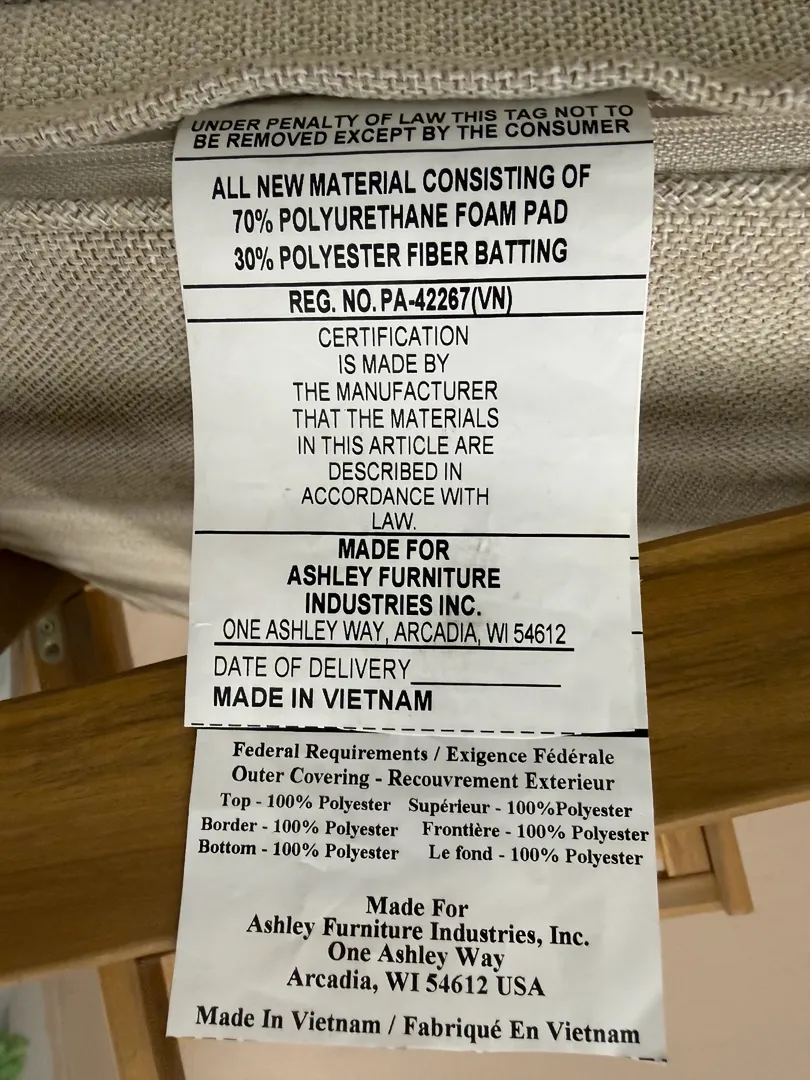 UNDER PENALTY OF LAW THIS TAG NOT TO
BE REMOVED EXCEPT BY THE CONSUMER
ALL NEW MATERIAL CONSISTING OF
70% POLYURETHANE FOAM PAD
30% POLYESTER FIBER BATTING
REG. NO. PA-42267(VN)
CERTIFICATION
IS MADE BY
THE MANUFACTURER
THAT THE MATERIALS
IN THIS ARTICLE ARE
DESCRIBED IN
ACCORDANCE WITH
LAW.
MADE FOR
ASHLEY FURNITURE
INDUSTRIES INC.
ONE ASHLEY WAY, ARCADIA, WI 54612
DATE OF DELIVERY____________
MADE IN VIETNAM
Federal Requirements / Exigence Fédérale
Outer Covering - Recouvrement Exterieur
Top - 100% Polyester Supérieur - 100%Polyester
Border - 100% Polyester Frontière - 100% Polyester
Bottom - 100% Polyester Le fond - 100% Polyester
Made For
Ashley Furniture Industries, Inc.
One Ashley Way
Arcadia, WI 54612 USA
Made In Vietnam / Fabriqué En Vietnam